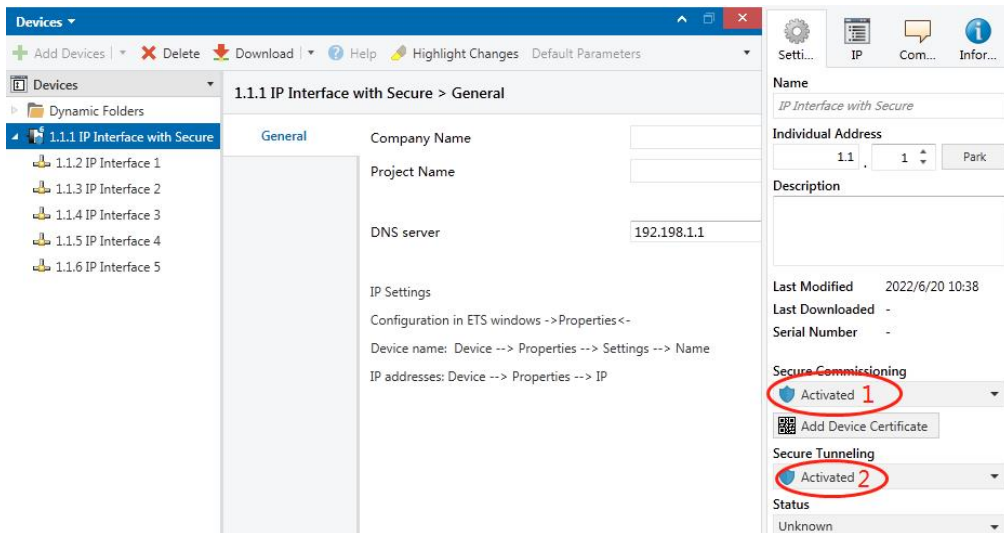 Devices
Add Devices Delete Download Help Highlight Changes Default Parameters
Devices
Dynamic Folders
1.1.1 IP Interface with Secure
1.1.2 IP Interface 1
1.1.3 IP Interface 2
1.1.4 IP Interface 3
1.1.5 IP Interface 4
1.1.6 IP Interface 5
1.1.1 IP Interface with Secure > General
General
Company Name
Project Name
DNS server 192.198.1.1
IP Settings
Configuration in ETS windows ->Properties<-
Device name: Device --> Properties --> Settings --> Name
IP addresses: Device --> Properties --> IP
Setti... IP Com... Infor...
Name
IP Interface with Secure
Individual Address
1.1 . 1 Park
Description
Last Modified 2022/6/20 10:38
Last Downloaded -
Serial Number -
Secure Commissioning
Activated 1
Add Device Certificate
Secure Tunneling
Activated 2
Status
Unknown